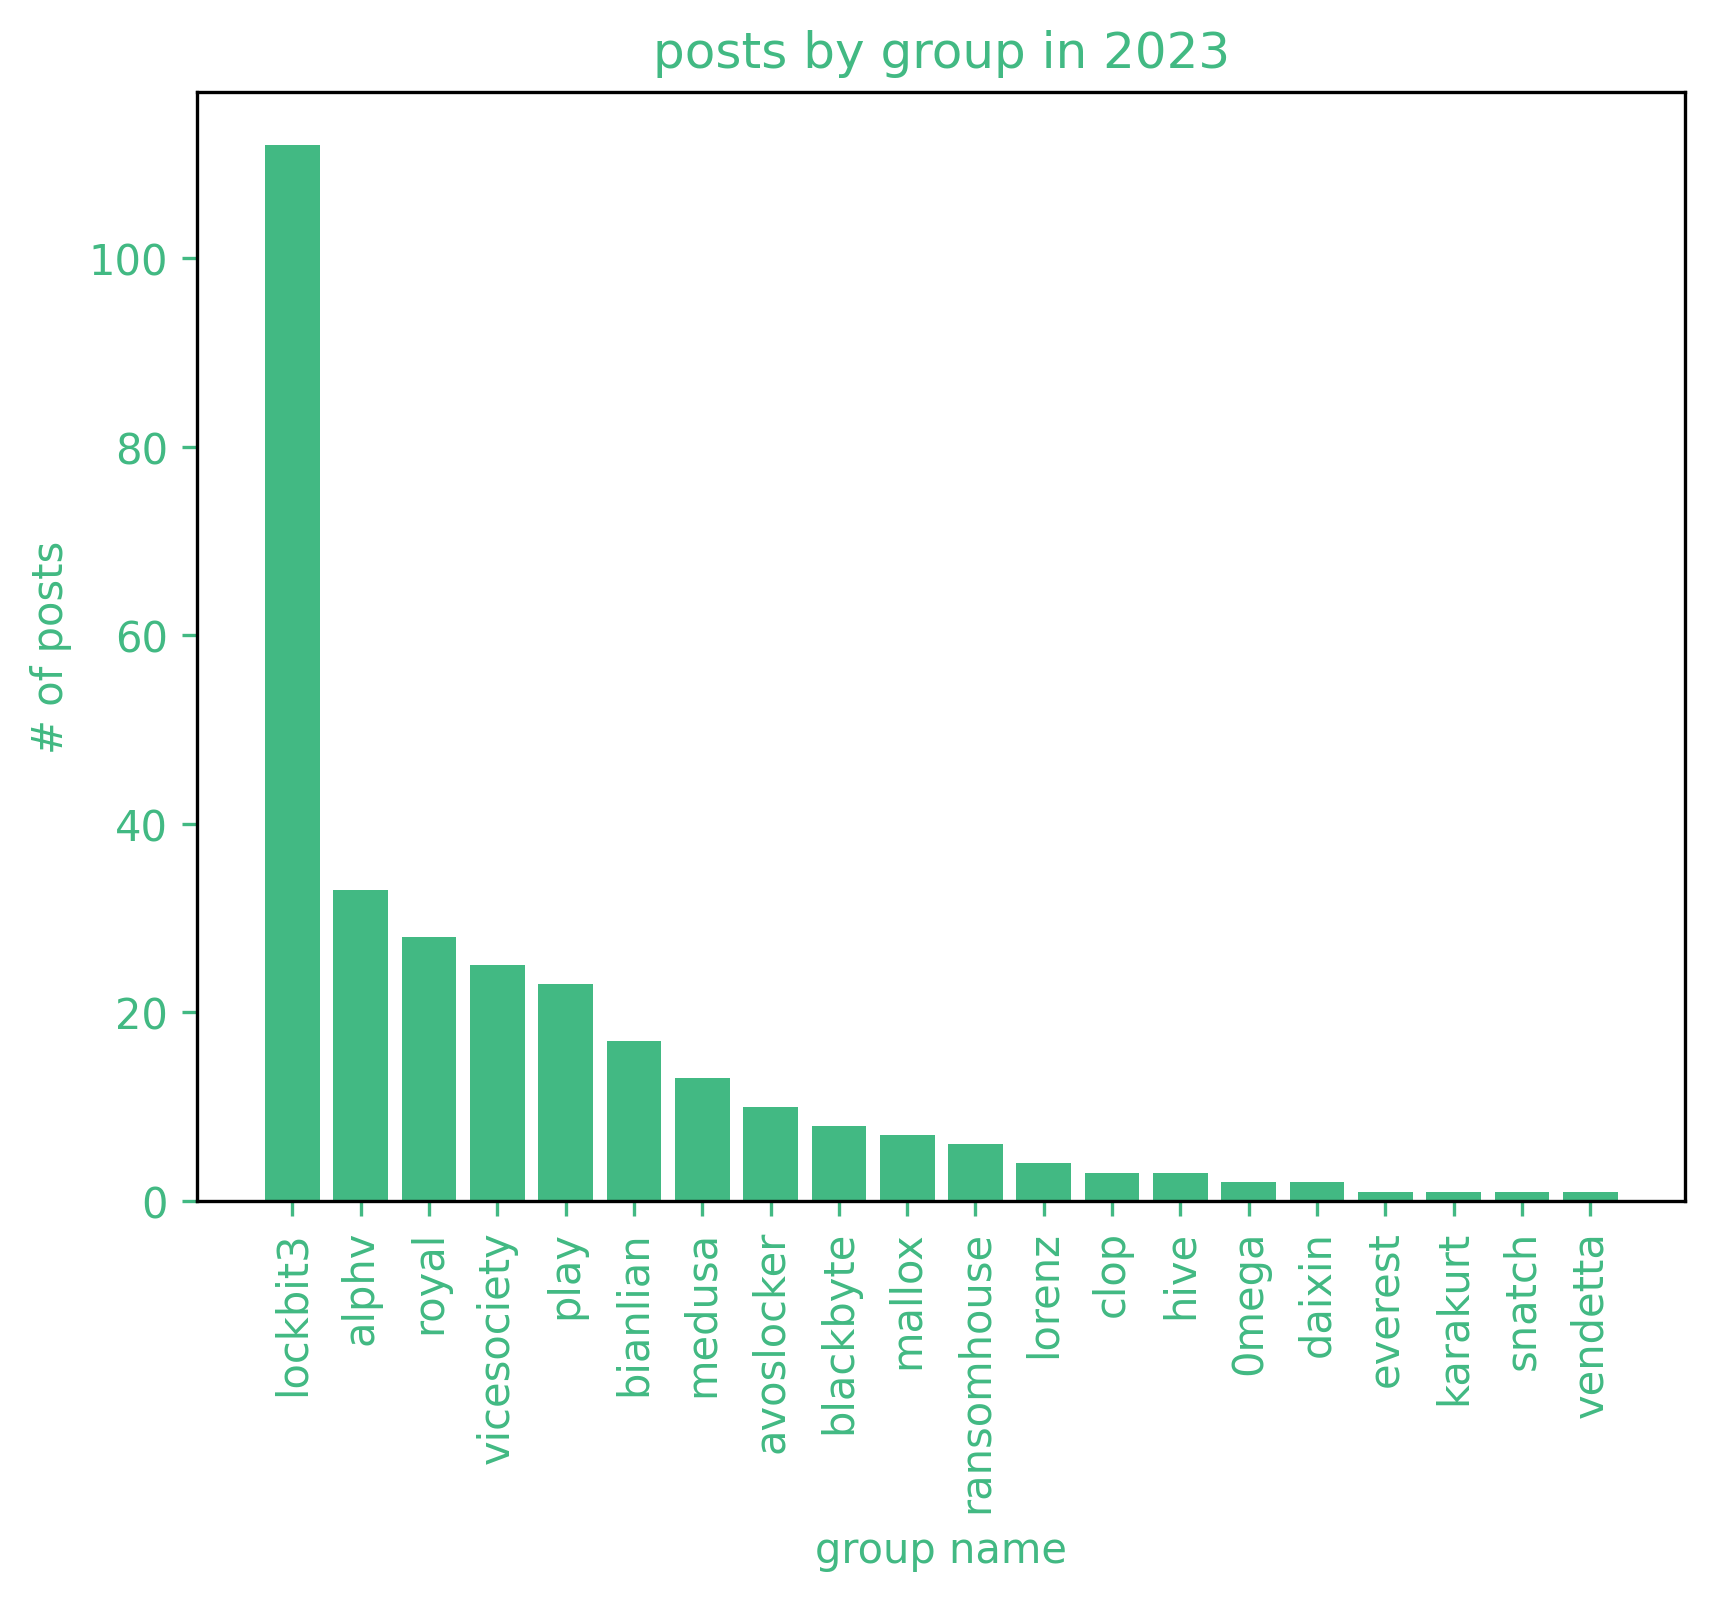 posts by group in 2023
# of posts
100
80
60
40
20
0
lockbit3
alphv
royal
vicesociety
play
bianlian
medusa
avoslocker
blackbyte
mallox
ransomhouse
lorenz
clop
hive
0mega
daixin
everest
karakurt
snatch
vendetta
group name